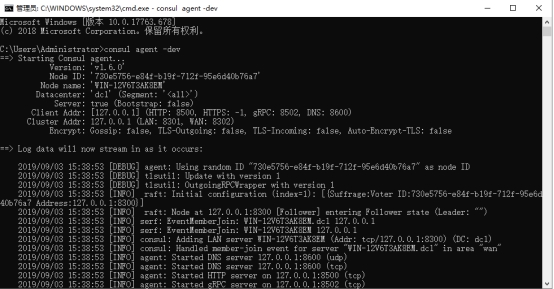 管理员: C:\WINDOWS\system32\cmd.exe - consul agent -dev
Microsoft Windows [版本 10.0.17763.678]
(c) 2018 Microsoft Corporation。保留所有权利。
C:\Users\Administrator>consul agent -dev
==> Starting Consul agent...
Version: 'v1.6.0'
Node ID: '730e5756-e84f-b19f-712f-95e6d40b76a7'
Node name: 'WIN-12V6T3AK8EM'
Datacenter: 'dc1' (Segment: '<all>')
Server: true (Bootstrap: false)
Client Addr: [127.0.0.1] (HTTP: 8500, HTTPS: -1, gRPC: 8502, DNS: 8600)
Cluster Addr: 127.0.0.1 (LAN: 8301, WAN: 8302)
Encrypt: Gossip: false, TLS-Outgoing: false, TLS-Incoming: false, Auto-Encrypt-TLS: false
==> Log data will now stream in as it occurs:
2019/09/03 15:38:53 [DEBUG] agent: Using random ID "730e5756-e84f-b19f-712f-95e6d40b76a7" as node ID
2019/09/03 15:38:53 [DEBUG] tlsutil: Update with version 1
2019/09/03 15:38:53 [DEBUG] tlsutil: OutgoingRPCWrapper with version 1
2019/09/03 15:38:53 [INFO]  raft: Initial configuration (index=1): [{Suffrage:Voter ID:730e5756-e84f-b19f-712f-95e6d
40b76a7 Address:127.0.0.1:8300}]
2019/09/03 15:38:53 [INFO]  raft: Node at 127.0.0.1:8300 [Follower] entering Follower state (Leader: "")
2019/09/03 15:38:53 [INFO] serf: EventMemberJoin: WIN-12V6T3AK8EM.dc1 127.0.0.1
2019/09/03 15:38:53 [INFO] serf: EventMemberJoin: WIN-12V6T3AK8EM 127.0.0.1
2019/09/03 15:38:53 [INFO] consul: Adding LAN server WIN-12V6T3AK8EM (Addr: tcp/127.0.0.1:8300) (DC: dc1)
2019/09/03 15:38:53 [INFO] consul: Handled member-join event for server "WIN-12V6T3AK8EM.dc1" in area "wan"
2019/09/03 15:38:53 [INFO] agent: Started DNS server 127.0.0.1:8600 (udp)
2019/09/03 15:38:53 [INFO] agent: Started DNS server 127.0.0.1:8600 (tcp)
2019/09/03 15:38:53 [INFO] agent: Started HTTP server on 127.0.0.1:8500 (tcp)
2019/09/03 15:38:53 [INFO] agent: Started gRPC server on 127.0.0.1:8502 (tcp)